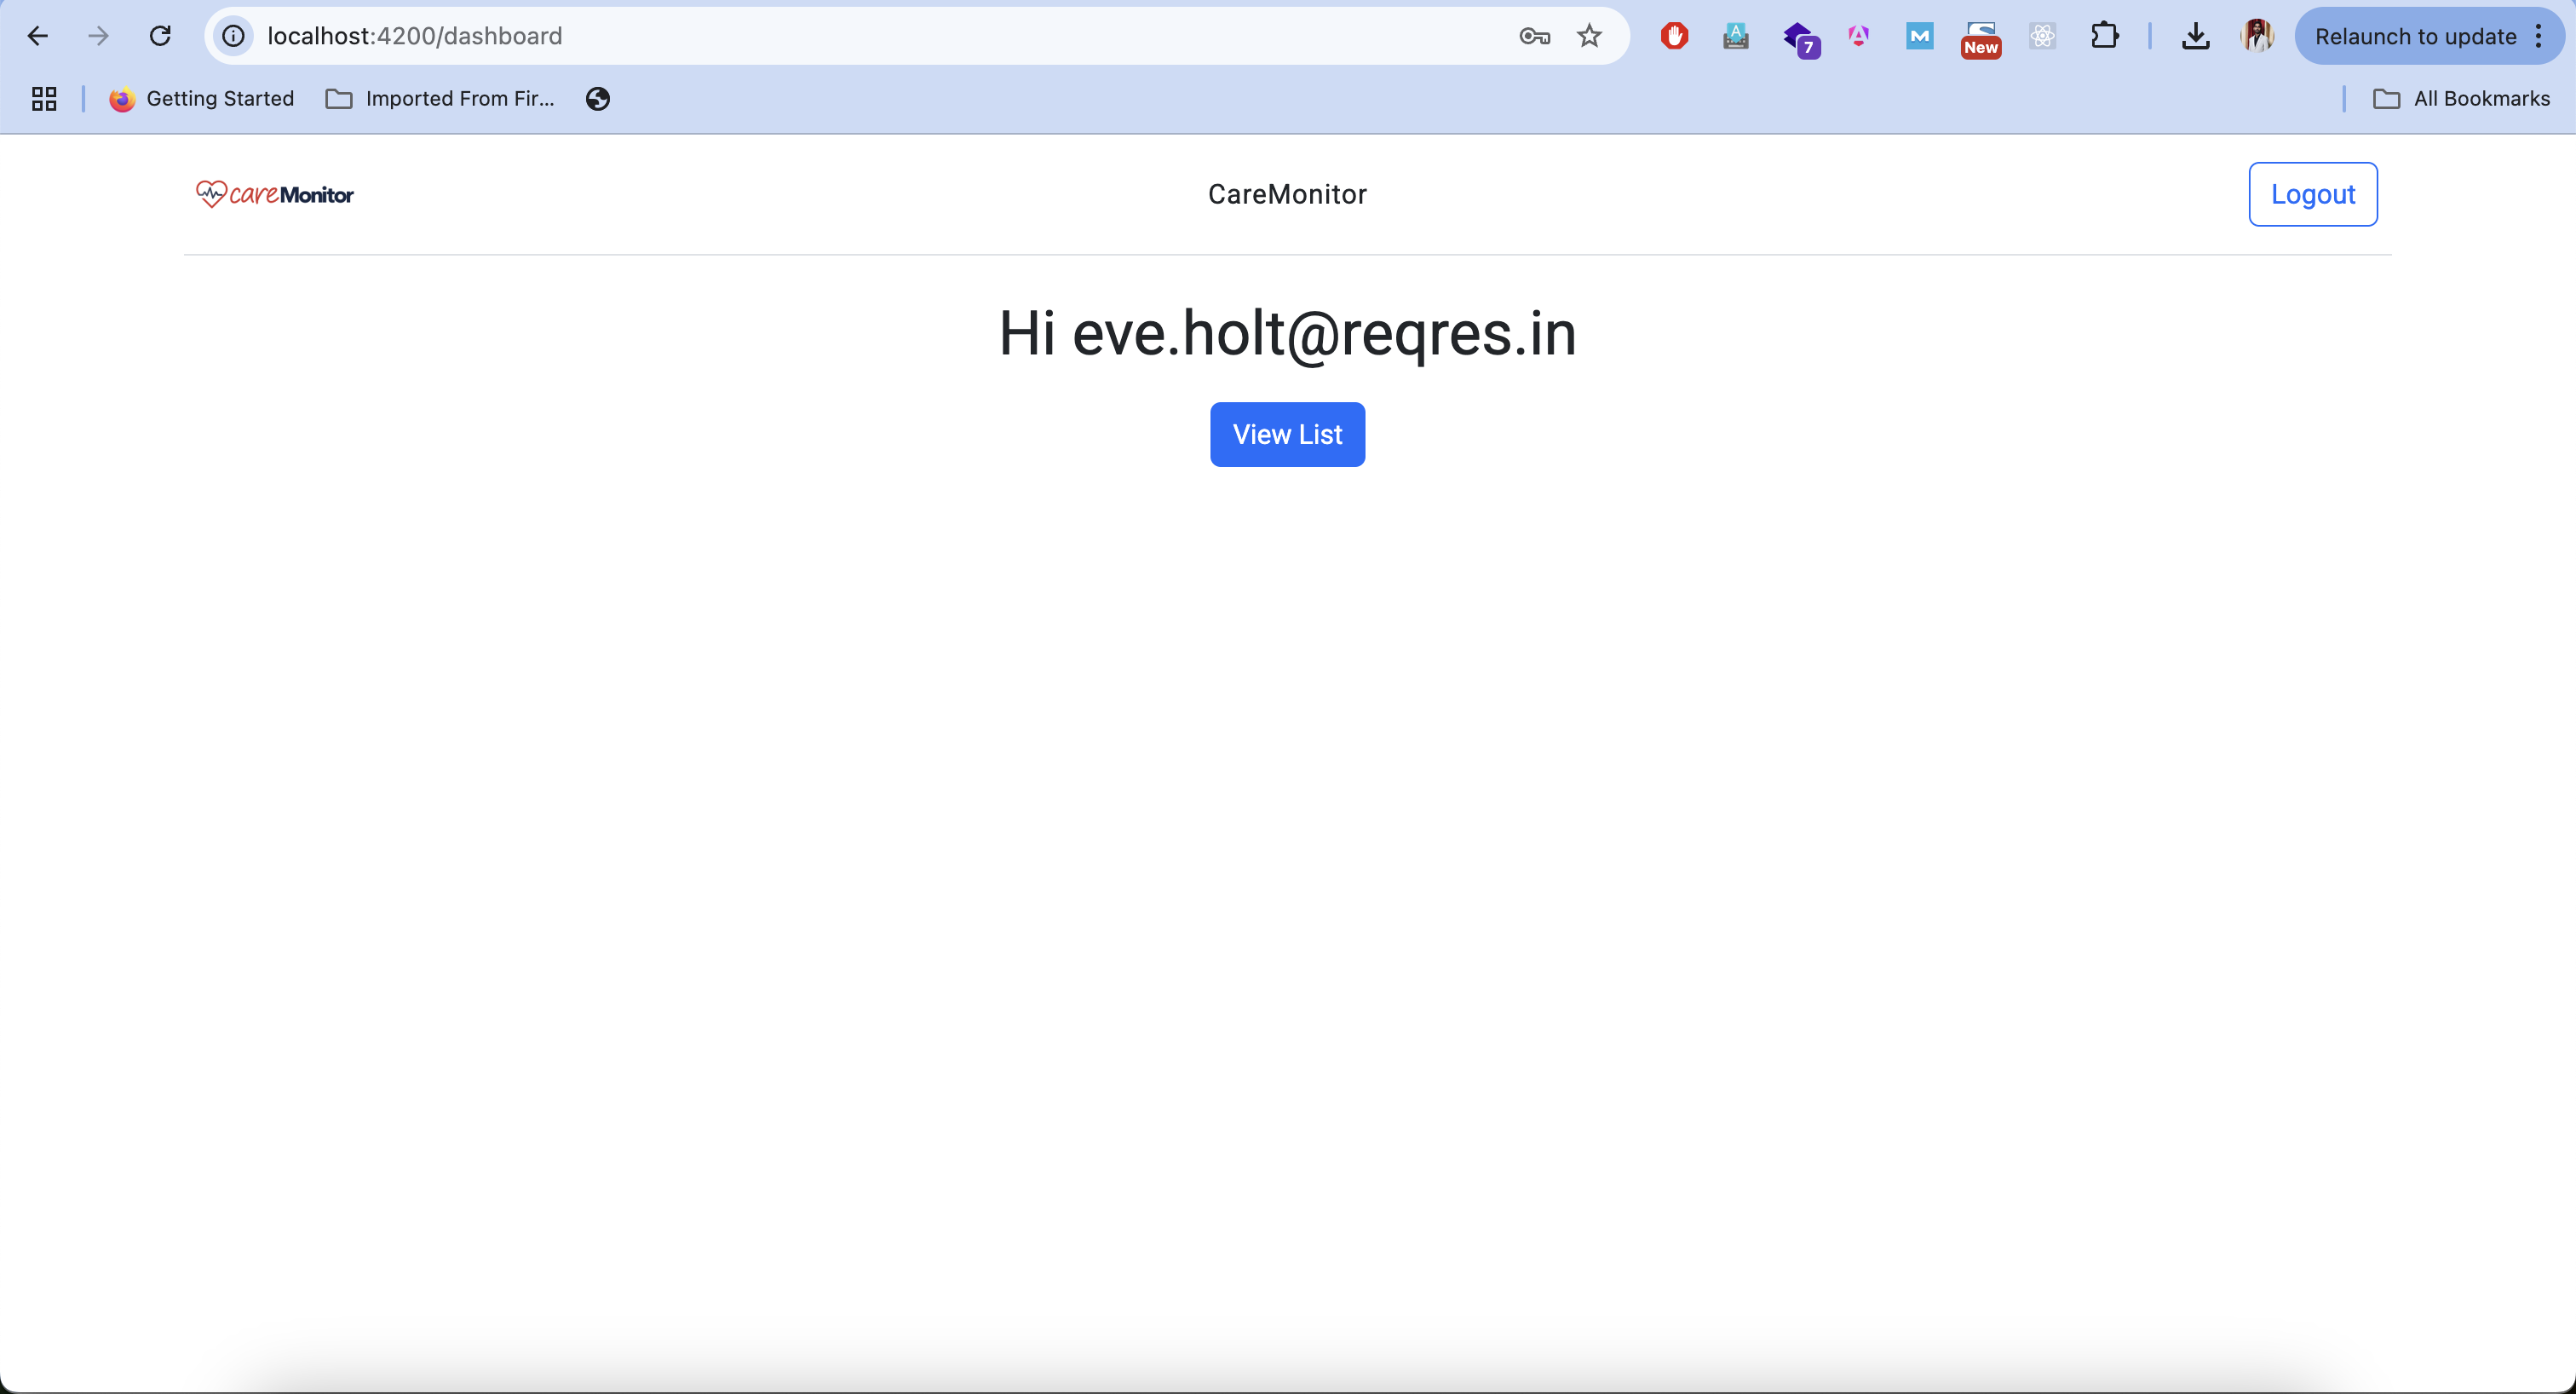 localhost:4200/dashboard
7
New
Relaunch to update
Getting Started
Imported From Fir...
All Bookmarks
careMonitor
CareMonitor
Logout
Hi eve.holt@reqres.in
View List